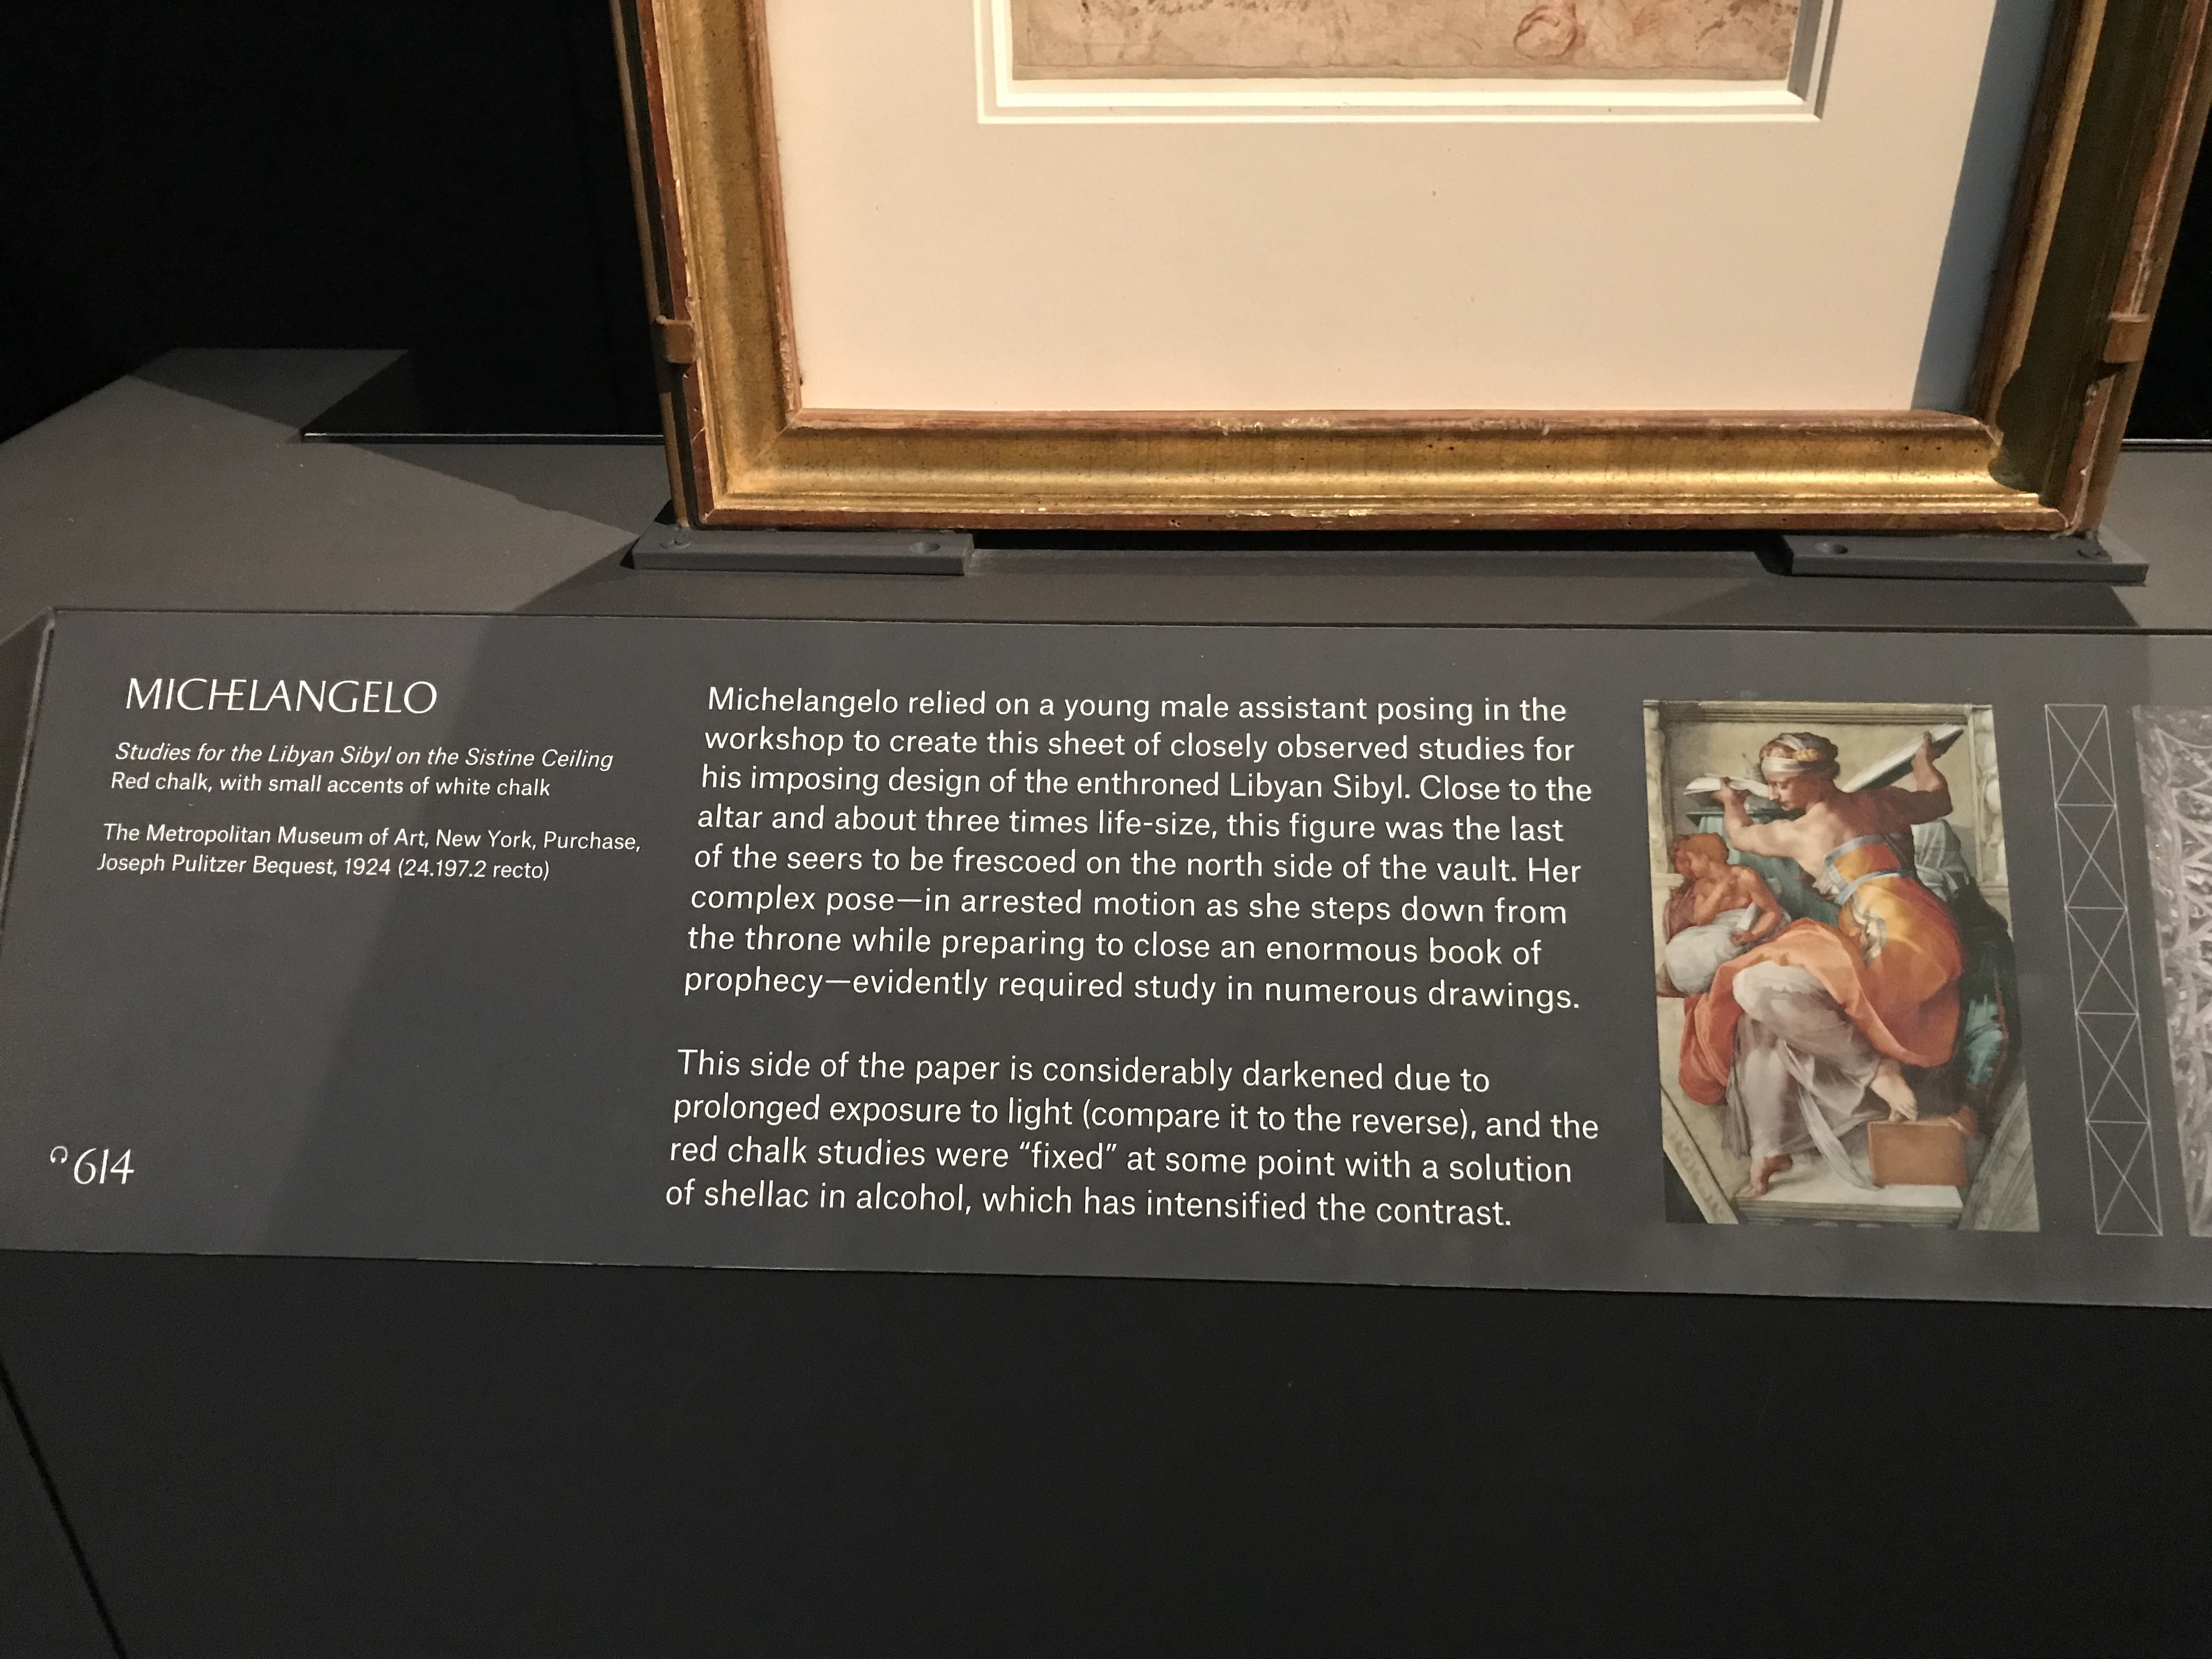 MICHELANGELO
Studies for the Libyan Sibyl on the Sistine Ceiling
Red chalk, with small accents of white chalk
The Metropolitan Museum of Art, New York, Purchase,
Joseph Pulitzer Bequest, 1924 (24.197.2 recto)
614
Michelangelo relied on a young male assistant posing in the
workshop to create this sheet of closely observed studies for
his imposing design of the enthroned Libyan Sibyl. Close to the
altar and about three times life-size, this figure was the last
of the seers to be frescoed on the north side of the vault. Her
complex pose—in arrested motion as she steps down from
the throne while preparing to close an enormous book of
prophecy—evidently required study in numerous drawings.
This side of the paper is considerably darkened due to
prolonged exposure to light (compare it to the reverse), and the
red chalk studies were “fixed” at some point with a solution
of shellac in alcohol, which has intensified the contrast.